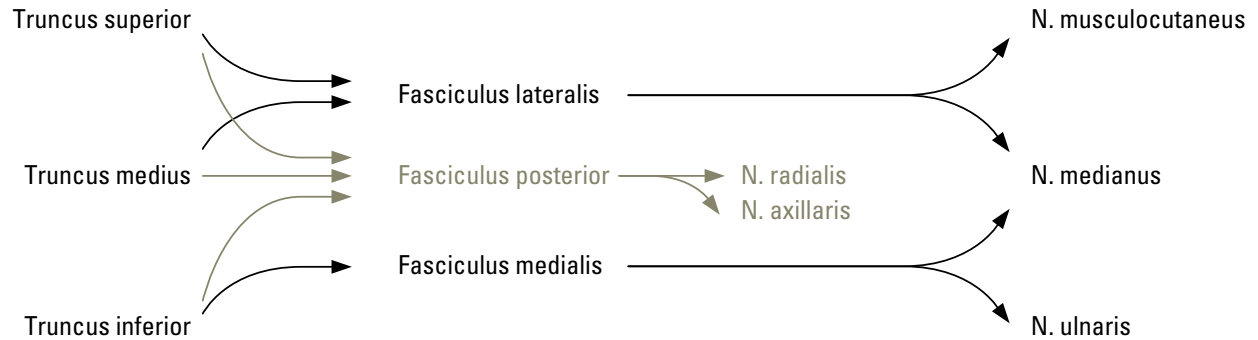 Truncus superior
N. musculocutaneus
Fasciculus lateralis
Truncus medius
Fasciculus posterior
N. radialis
N. medianus
N. axillaris
Fasciculus medialis
Truncus inferior
N. ulnaris